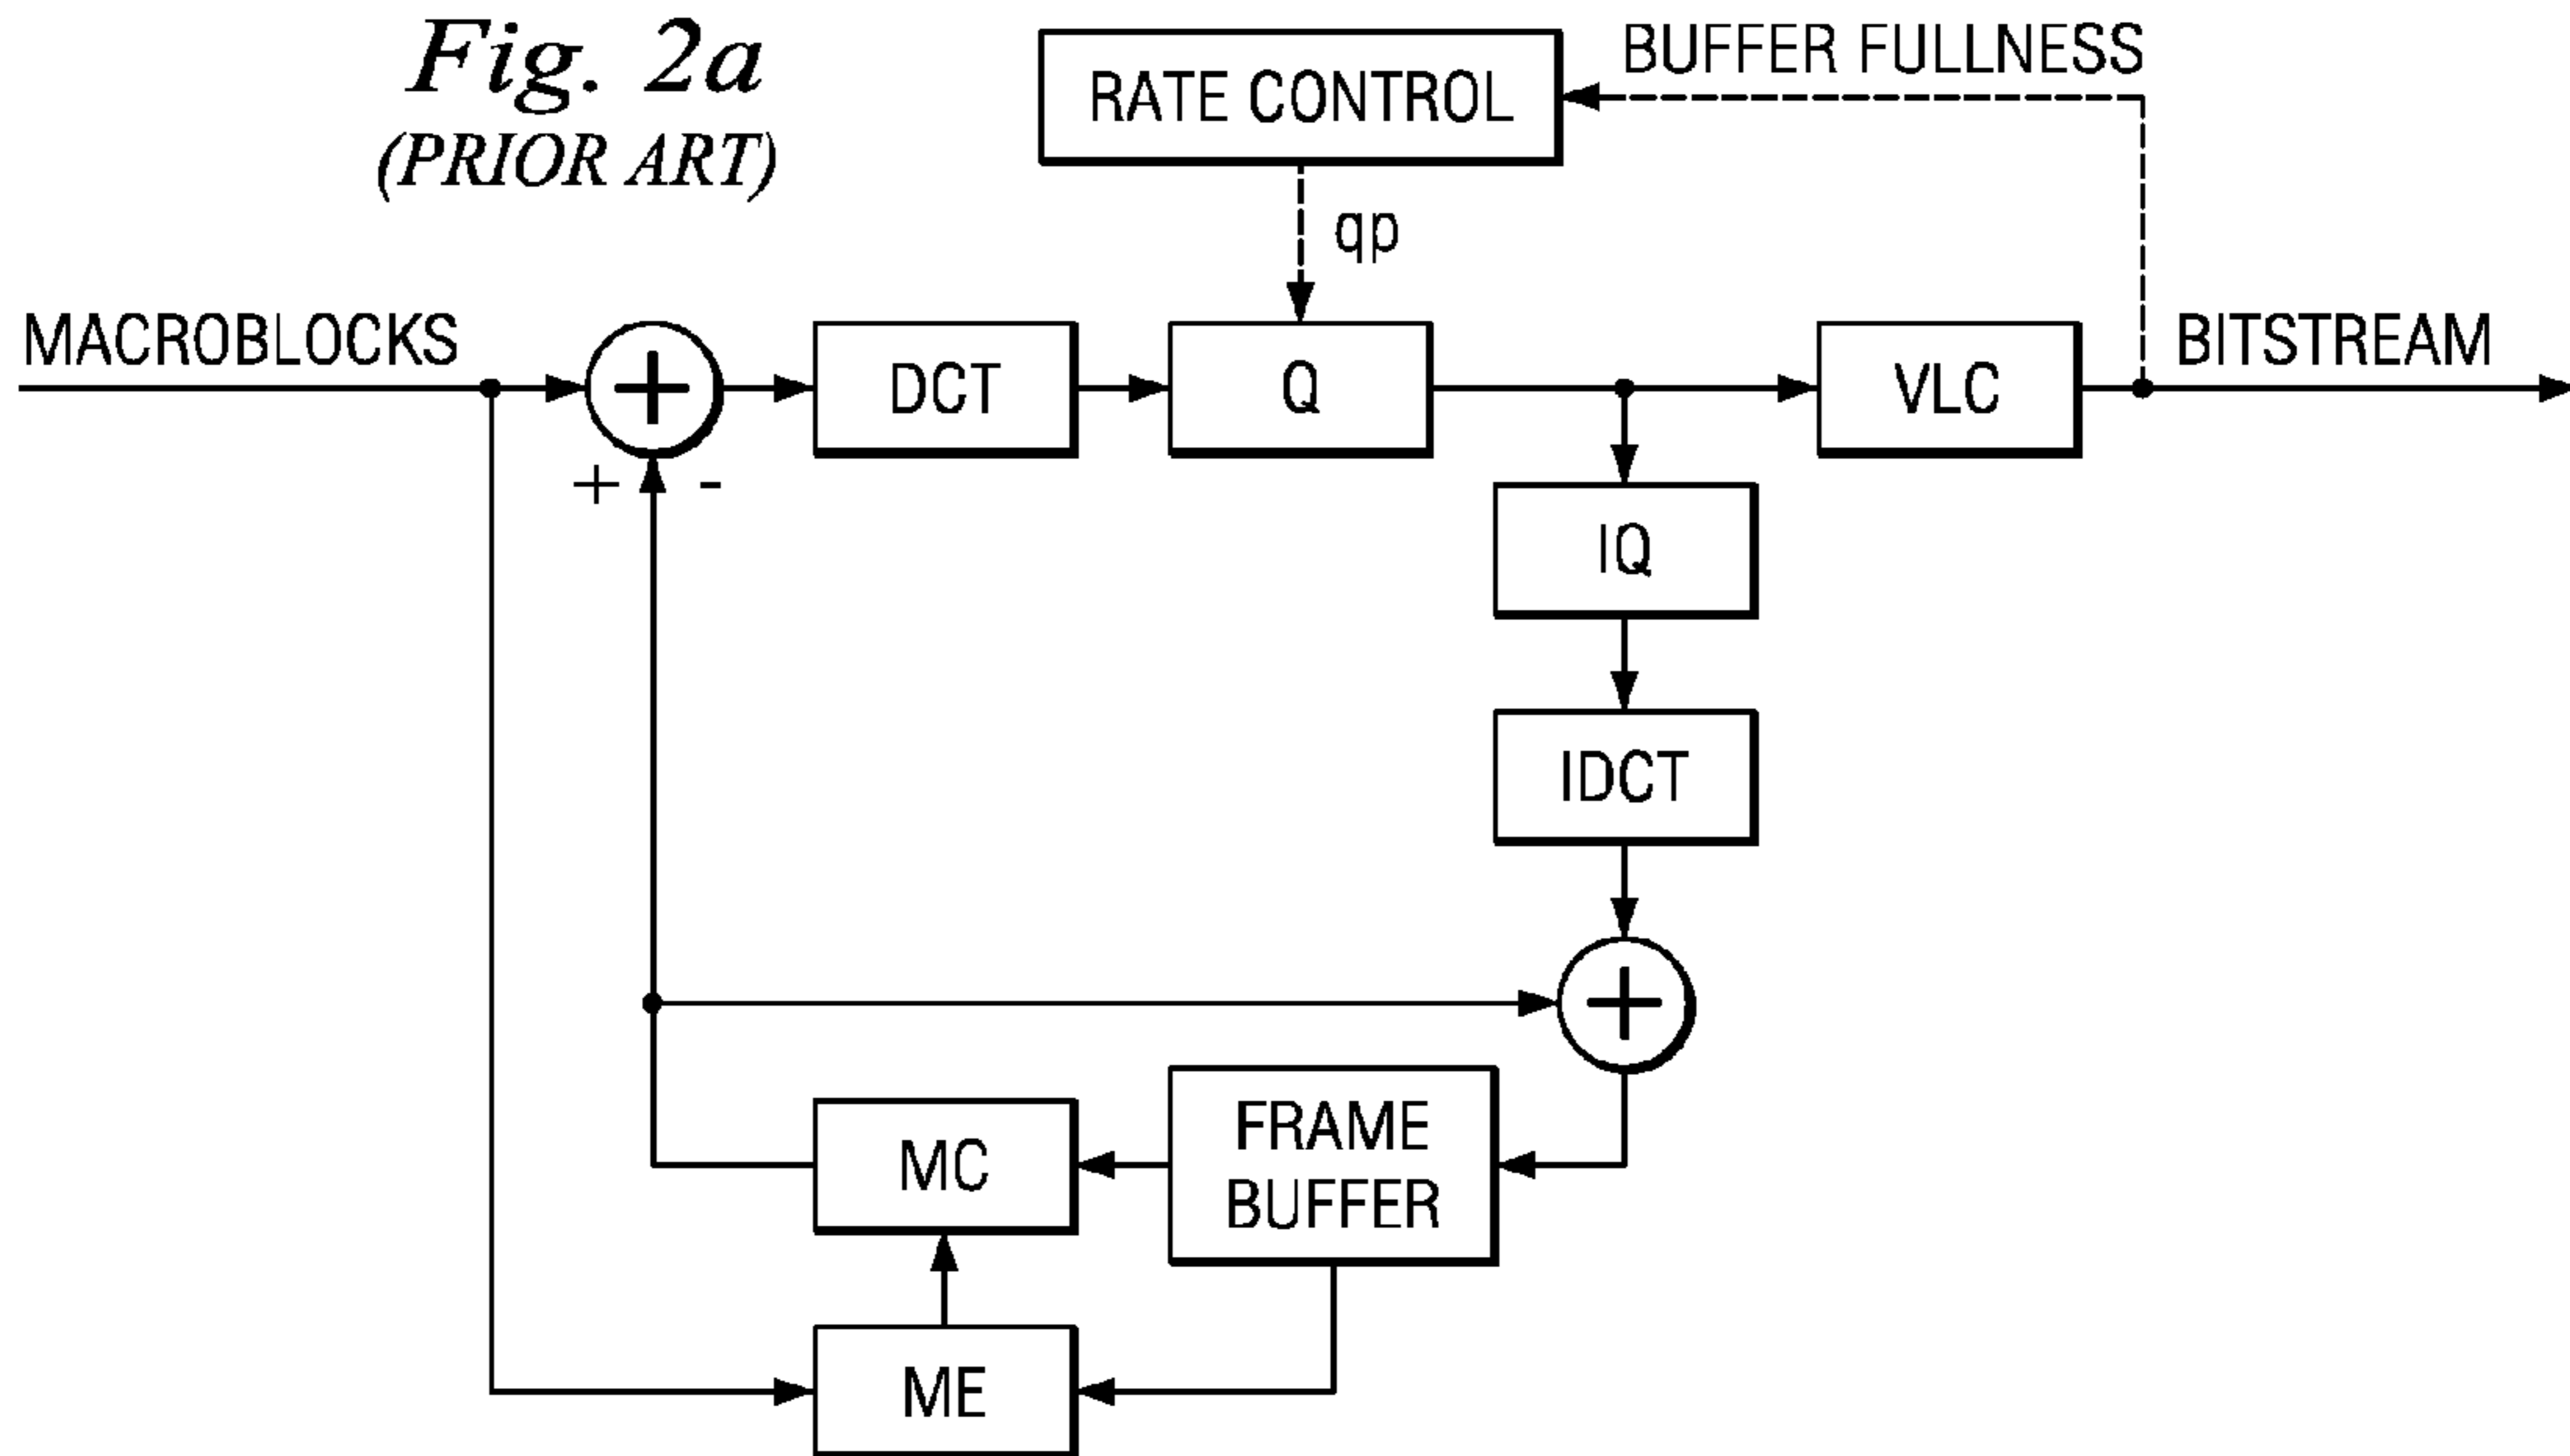 Fig. 2a
(PRIOR ART)
RATE CONTROL
BUFFER FULLNESS
qp
MACROBLOCKS
+
DCT
Q
VLC
BITSTREAM
+ -
IQ
IDCT
+
MC
FRAME
BUFFER
ME